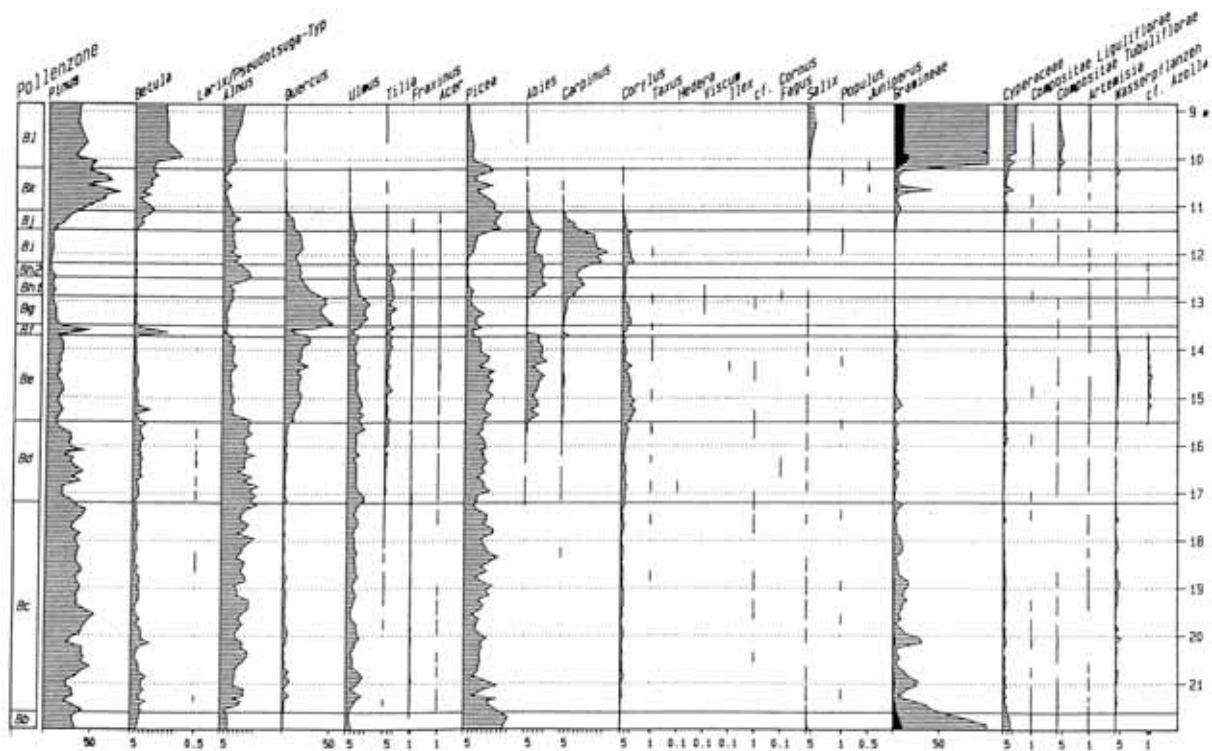 Pollenzone
Pinus
Betula
Larix/Pseudotsuga-Typ
Alnus
Quercus
Ulmus
Tilia
Fraxinus
Acer
Picea
Abies
Carpinus
Corylus
Taxus
Hedera
Viscum
Ilex
cf. Cornus
Fagus
Salix
Populus
Juniperus
Gramineae
Cyperaceae
Compositae Liguliflorae
Compositae Tubuliflorae
Artemisia
Wasserpflanzen
cf. Azolla
Bl
Bk
Bj
Bi
Bh2
Bh1
Bg
Bf
Be
Bd
Bc
Bb
9 m
10
11
12
13
14
15
16
17
18
19
20
21
50 5 0.5 5 50 5 5 1 1 5 5 5 5 1 0.1 0.1 0.1 1 0.1 5 1 0.5 50 5 1 5 1 5 1